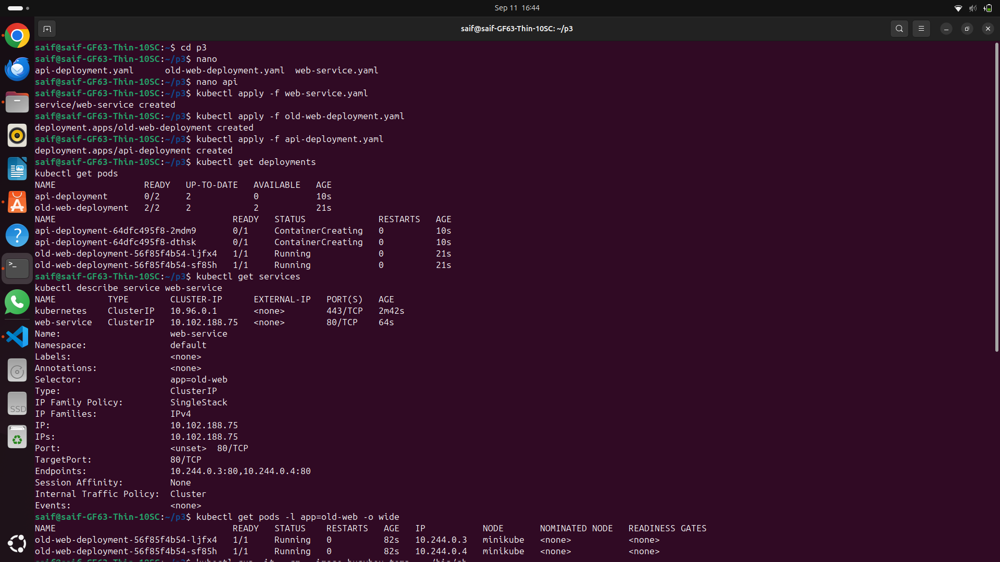 Sep 11 16:44
saif@saif-GF63-Thin-10SC: ~/p3
saif@saif-GF63-Thin-10SC:~$ cd p3
saif@saif-GF63-Thin-10SC:~/p3$ nano
api-deployment.yaml      old-web-deployment.yaml  web-service.yaml
saif@saif-GF63-Thin-10SC:~/p3$ nano api
saif@saif-GF63-Thin-10SC:~/p3$ kubectl apply -f web-service.yaml
service/web-service created
saif@saif-GF63-Thin-10SC:~/p3$ kubectl apply -f old-web-deployment.yaml
deployment.apps/old-web-deployment created
saif@saif-GF63-Thin-10SC:~/p3$ kubectl apply -f api-deployment.yaml
deployment.apps/api-deployment created
saif@saif-GF63-Thin-10SC:~/p3$ kubectl get deployments
kubectl get pods
NAME                 READY   UP-TO-DATE   AVAILABLE   AGE
api-deployment       0/2     2            0           10s
old-web-deployment   2/2     2            2           21s
NAME                                  READY   STATUS              RESTARTS   AGE
api-deployment-64dfc495f8-2mdm9       0/1     ContainerCreating   0          10s
api-deployment-64dfc495f8-dthsk       0/1     ContainerCreating   0          10s
old-web-deployment-56f85f4b54-ljfx4   1/1     Running             0          21s
old-web-deployment-56f85f4b54-sf85h   1/1     Running             0          21s
saif@saif-GF63-Thin-10SC:~/p3$ kubectl get services
kubectl describe service web-service
NAME          TYPE        CLUSTER-IP      EXTERNAL-IP   PORT(S)   AGE
kubernetes    ClusterIP   10.96.0.1       <none>        443/TCP   2m42s
web-service   ClusterIP   10.102.188.75   <none>        80/TCP    64s
Name:                     web-service
Namespace:                default
Labels:                   <none>
Annotations:              <none>
Selector:                 app=old-web
Type:                     ClusterIP
IP Family Policy:         SingleStack
IP Families:              IPv4
IP:                       10.102.188.75
IPs:                      10.102.188.75
Port:                     <unset>  80/TCP
TargetPort:               80/TCP
Endpoints:                10.244.0.3:80,10.244.0.4:80
Session Affinity:         None
Internal Traffic Policy:  Cluster
Events:                   <none>
saif@saif-GF63-Thin-10SC:~/p3$ kubectl get pods -l app=old-web -o wide
NAME                                  READY   STATUS    RESTARTS   AGE   IP           NODE       NOMINATED NODE   READINESS GATES
old-web-deployment-56f85f4b54-ljfx4   1/1     Running   0          82s   10.244.0.3   minikube   <none>           <none>
old-web-deployment-56f85f4b54-sf85h   1/1     Running   0          82s   10.244.0.4   minikube   <none>           <none>
SSD